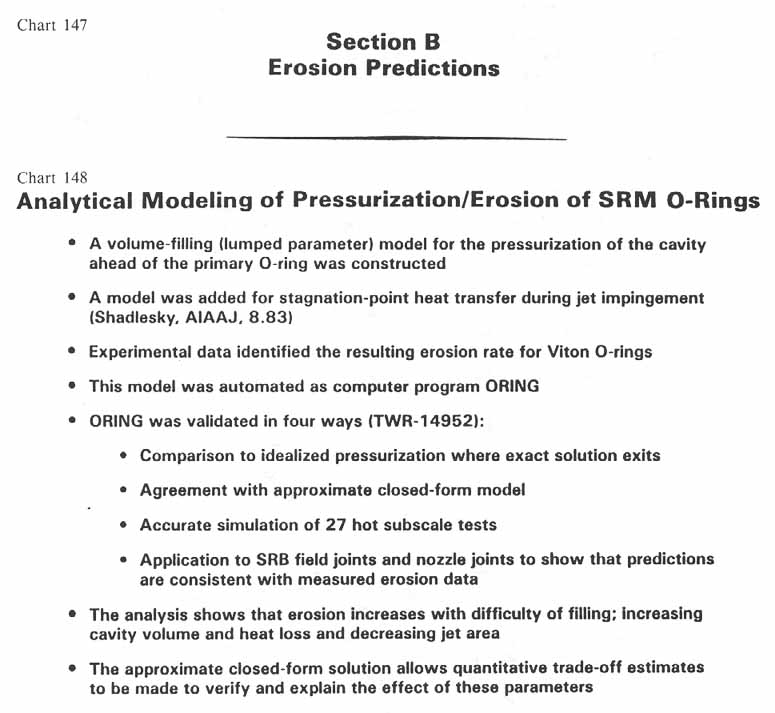 Chart 147
Section B
Erosion Predictions
Chart 148
Analytical Modeling of Pressurization/Erosion of SRM O-Rings
• A volume-filling (lumped parameter) model for the pressurization of the cavity
ahead of the primary O-ring was constructed
• A model was added for stagnation-point heat transfer during jet impingement
(Shadlesky, AIAAJ, 8.83)
• Experimental data identified the resulting erosion rate for Viton O-rings
• This model was automated as computer program ORING
• ORING was validated in four ways (TWR-14952):
• Comparison to idealized pressurization where exact solution exits
• Agreement with approximate closed-form model
• Accurate simulation of 27 hot subscale tests
• Application to SRB field joints and nozzle joints to show that predictions
are consistent with measured erosion data
• The analysis shows that erosion increases with difficulty of filling; increasing
cavity volume and heat loss and decreasing jet area
• The approximate closed-form solution allows quantitative trade-off estimates
to be made to verify and explain the effect of these parameters